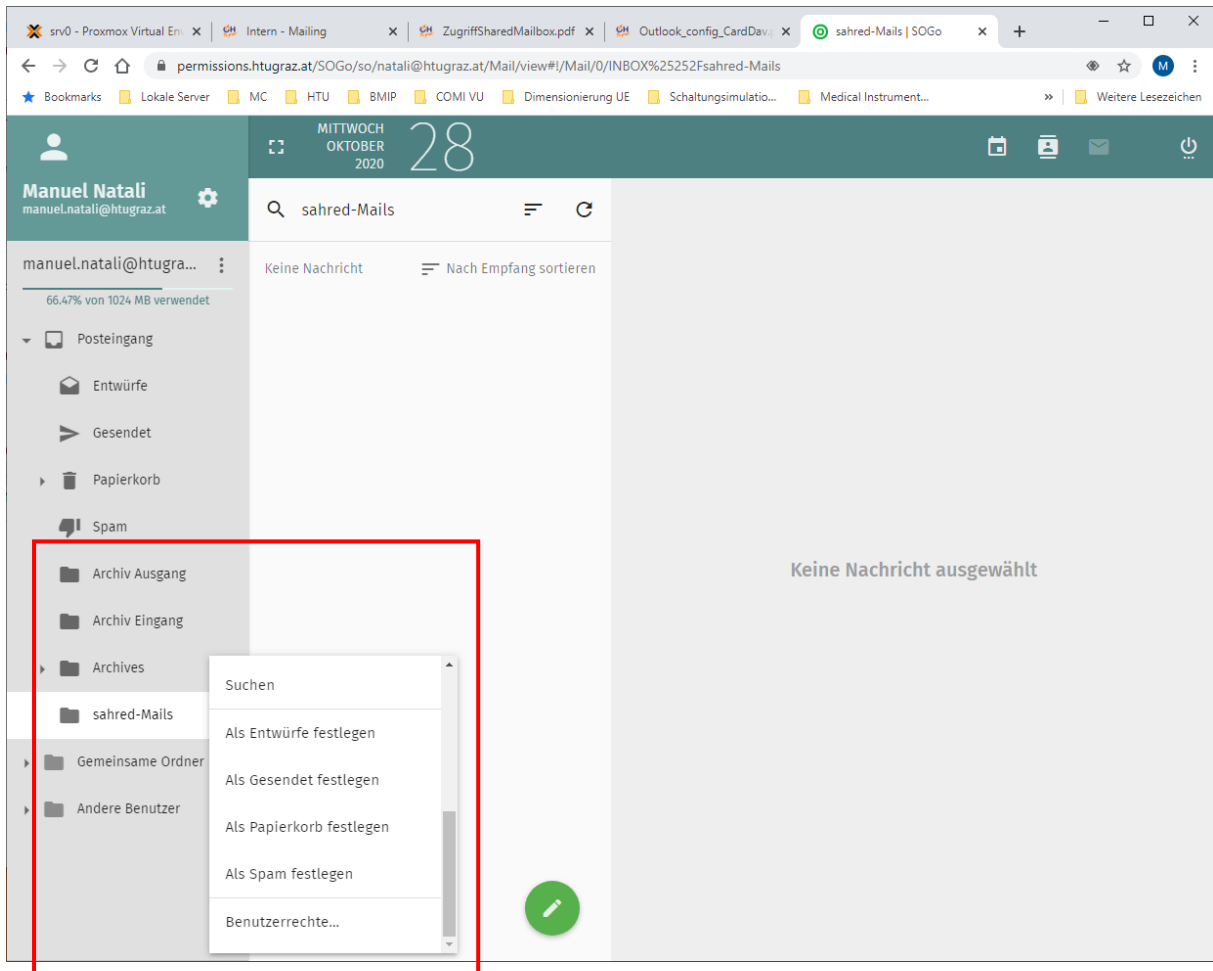 srv0 - Proxmox Virtual En
Intern - Mailing
ZugriffSharedMailbox.pdf
Outlook_config_CardDav.
sahred-Mails | SOGo
permissions.htugraz.at/SOGo/so/natali@htugraz.at/Mail/view#!/Mail/0/INBOX%25252Fsahred-Mails
M
Bookmarks
Lokale Server
MC
HTU
BMIP
COMI VU
Dimensionierung UE
Schaltungsimulatio...
Medical Instrument...
»
Weitere Lesezeichen
MITTWOCH
OKTOBER
2020
28
Manuel Natali
manuel.natali@htugraz.at
sahred-Mails
manuel.natali@htugra...
66.47% von 1024 MB verwendet
Keine Nachricht
Nach Empfang sortieren
Posteingang
Entwürfe
Gesendet
Papierkorb
Spam
Archiv Ausgang
Archiv Eingang
Archives
sahred-Mails
Gemeinsame Ordner
Andere Benutzer
Suchen
Als Entwürfe festlegen
Als Gesendet festlegen
Als Papierkorb festlegen
Als Spam festlegen
Benutzerrechte...
Keine Nachricht ausgewählt